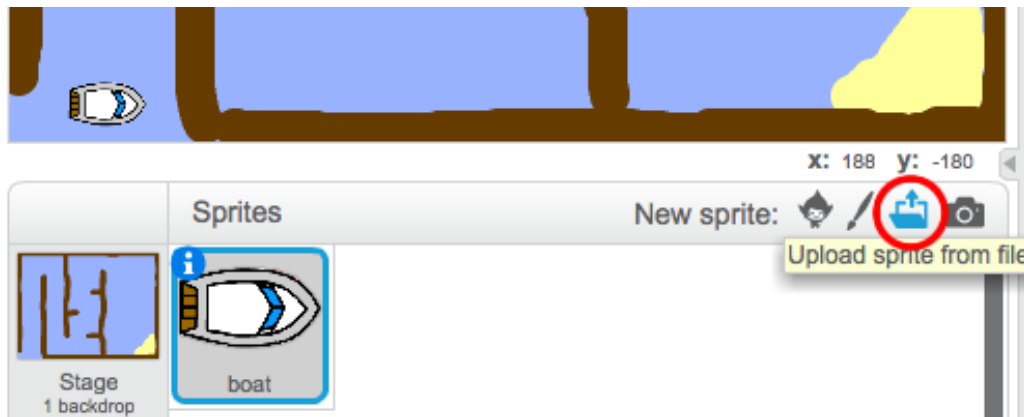 x: 188 y: -180
Sprites New sprite:
Upload sprite from file
i
Stage
1 backdrop
boat